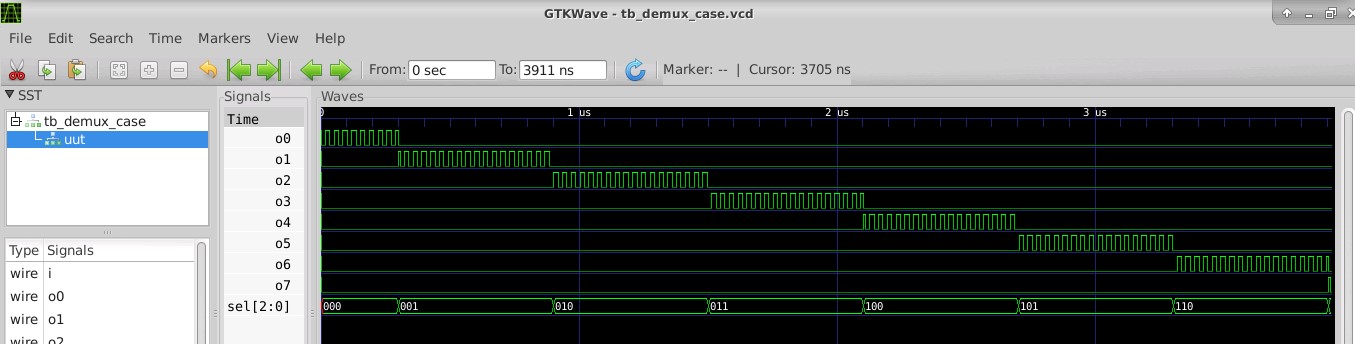 GTKWave - tb_demux_case.vcd
File Edit Search Time Markers View Help
From: 0 sec To: 3911 ns Marker: -- | Cursor: 3705 ns
SST
tb_demux_case
uut
Type Signals
wire i
wire o0
wire o1
wire o2
Signals
Time
o0
o1
o2
o3
o4
o5
o6
o7
sel[2:0]
Waves
0 1 us 2 us 3 us
000 001 010 011 100 101 110